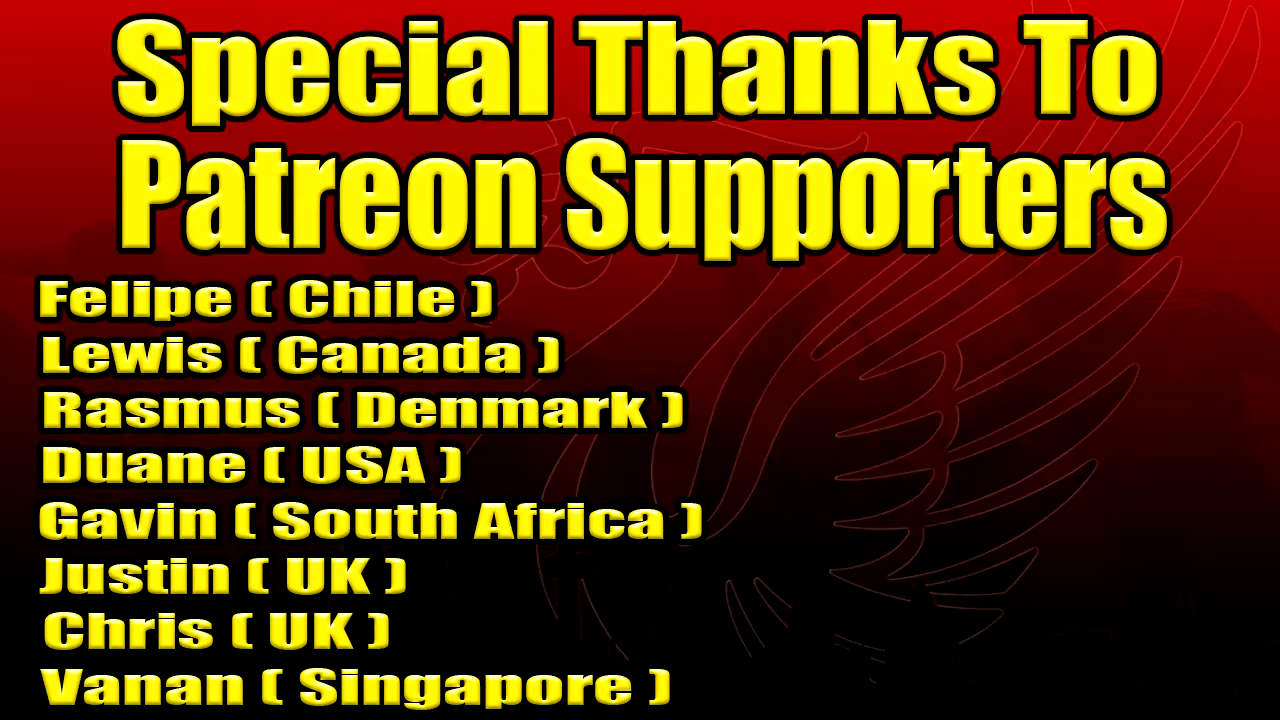 Special Thanks To
Patreon Supporters
Felipe ( Chile )
Lewis ( Canada )
Rasmus ( Denmark )
Duane ( USA )
Gavin ( South Africa )
Justin ( UK )
Chris ( UK )
Vanan ( Singapore )